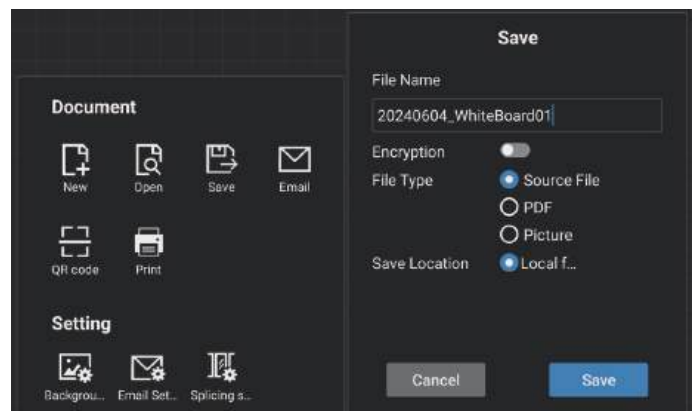 Document
New
Open
Save
Email
QR code
Print
Setting
Backgrou...
Email Set...
Splicing s...
Save
File Name
20240604_WhiteBoard01
Encryption
File Type
Source File
PDF
Picture
Save Location
Local f...
Cancel
Save